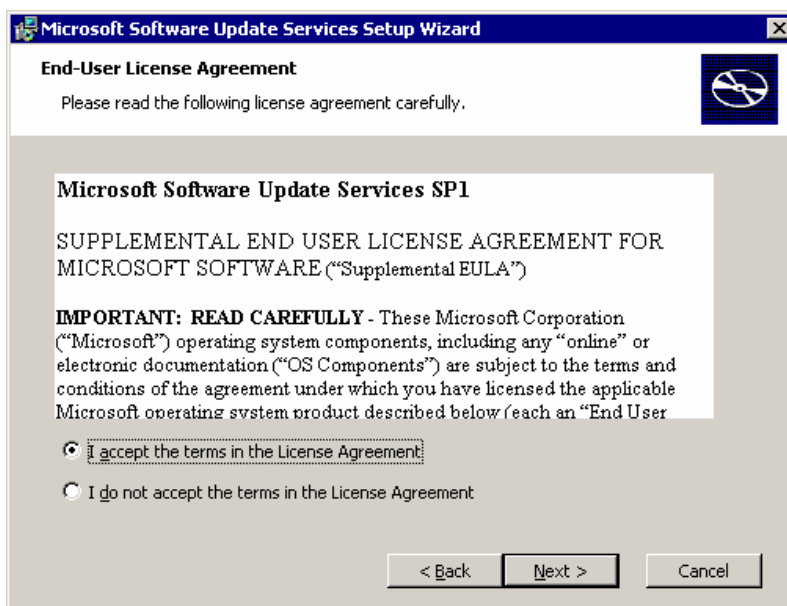 Microsoft Software Update Services Setup Wizard
End-User License Agreement
Please read the following license agreement carefully.
Microsoft Software Update Services SP1
SUPPLEMENTAL END USER LICENSE AGREEMENT FOR
MICROSOFT SOFTWARE (“Supplemental EULA”)
IMPORTANT: READ CAREFULLY - These Microsoft Corporation
(“Microsoft”) operating system components, including any “online” or
electronic documentation (“OS Components”) are subject to the terms and
conditions of the agreement under which you have licensed the applicable
Microsoft operating system product described below (each an “End User
I accept the terms in the License Agreement
I do not accept the terms in the License Agreement
< Back Next > Cancel